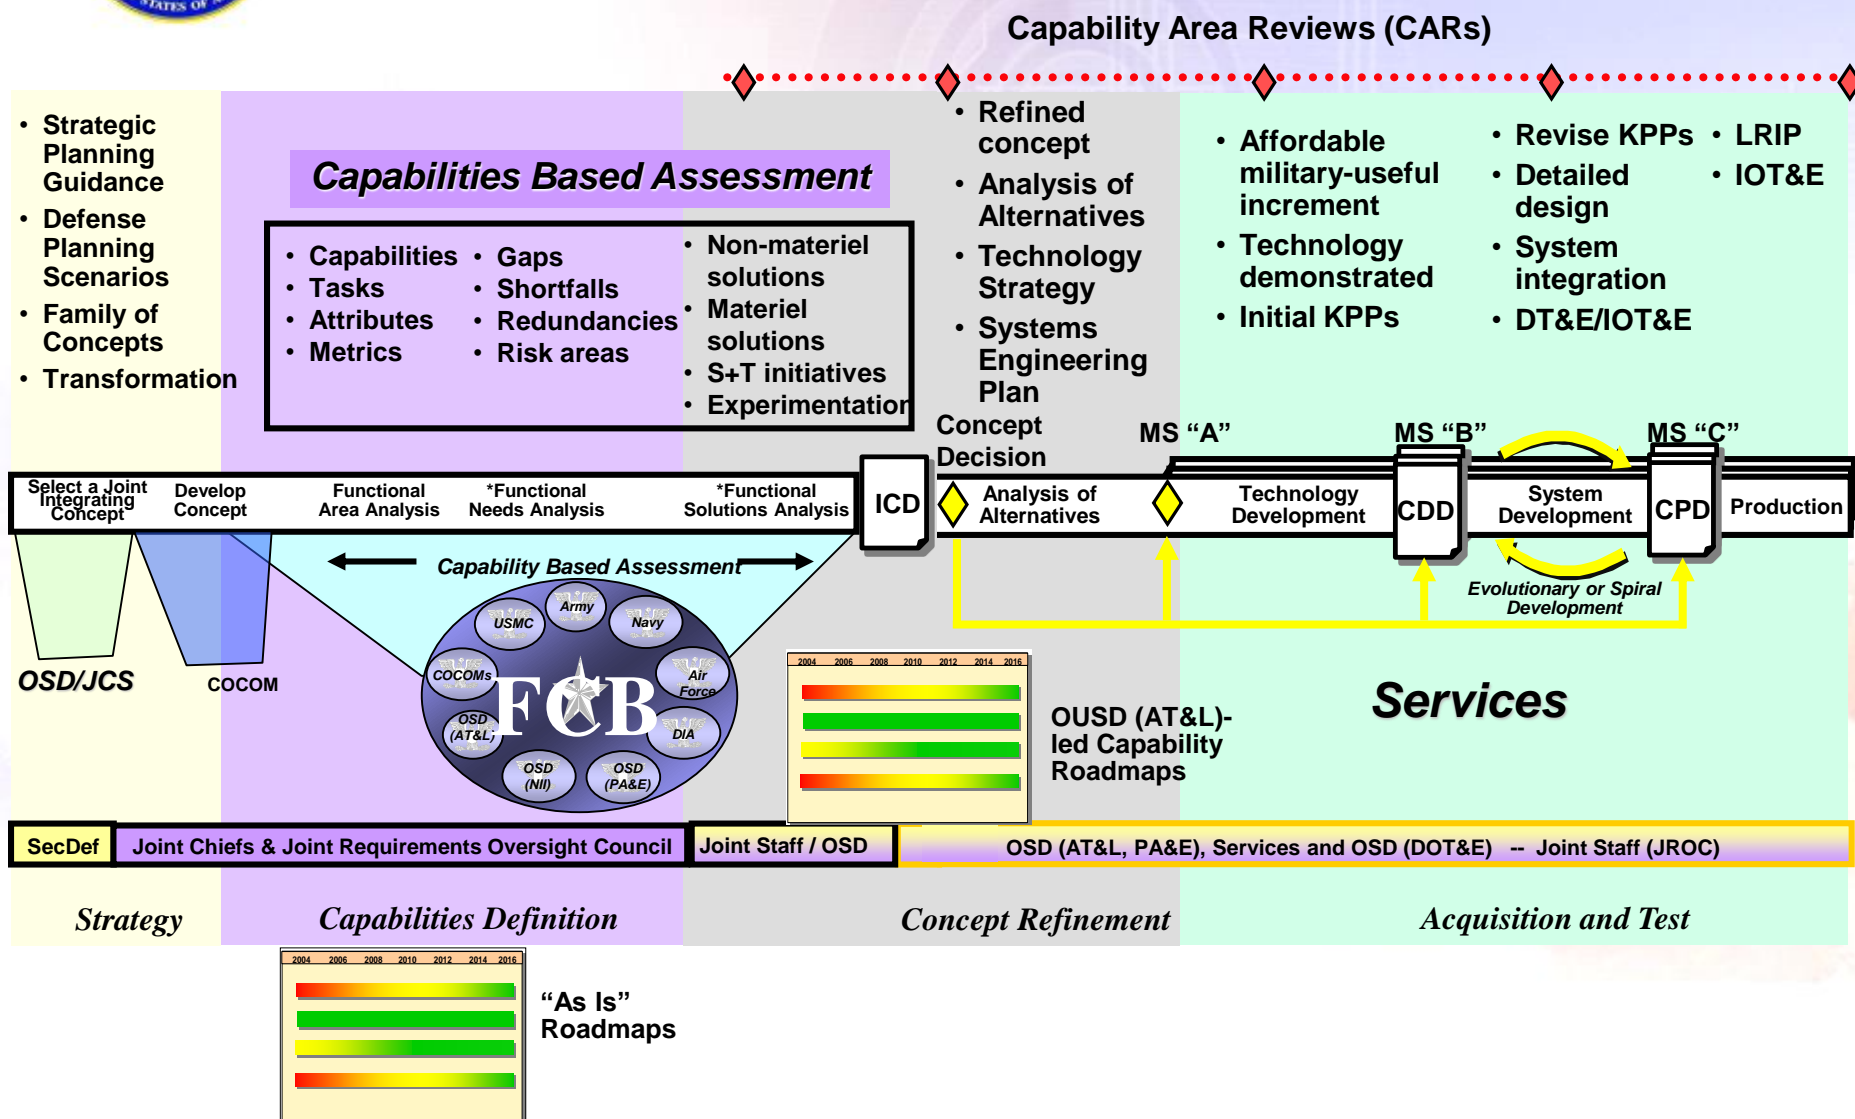 STATES OF
Capability Area Reviews (CARs)
• Strategic
Planning
Guidance
• Defense
Planning
Scenarios
• Family of
Concepts
• Transformation
Capabilities Based Assessment
• Capabilities
• Tasks
• Attributes
• Metrics
• Gaps
• Shortfalls
• Redundancies
• Risk areas
• Non-materiel
solutions
• Materiel
solutions
• S+T initiatives
• Experimentation
• Refined
concept
• Analysis of
Alternatives
• Technology
Strategy
• Systems
Engineering
Plan
• Affordable
military-useful
increment
• Technology
demonstrated
• Initial KPPs
• Revise KPPs
• Detailed
design
• System
integration
• DT&E/IOT&E
• LRIP
• IOT&E
Concept
Decision
MS “A”
MS “B”
MS “C”
Select a Joint
Integrating
Concept
Develop
Concept
Functional
Area Analysis
*Functional
Needs Analysis
*Functional
Solutions Analysis
ICD
Analysis of
Alternatives
Technology
Development
CDD
System
Development
CPD
Production
Capability Based Assessment
Evolutionary or Spiral
Development
OSD/JCS
COCOM
Army
USMC
Navy
COCOMs
Air
Force
FCB
OSD
(AT&L)
DIA
OSD
(NII)
OSD
(PA&E)
2004 2006 2008 2010 2012 2014 2016
OUSD (AT&L)-
led Capability
Roadmaps
Services
SecDef
Joint Chiefs & Joint Requirements Oversight Council
Joint Staff / OSD
OSD (AT&L, PA&E), Services and OSD (DOT&E) -- Joint Staff (JROC)
Strategy
Capabilities Definition
Concept Refinement
Acquisition and Test
2004 2006 2008 2010 2012 2014 2016
“As Is”
Roadmaps